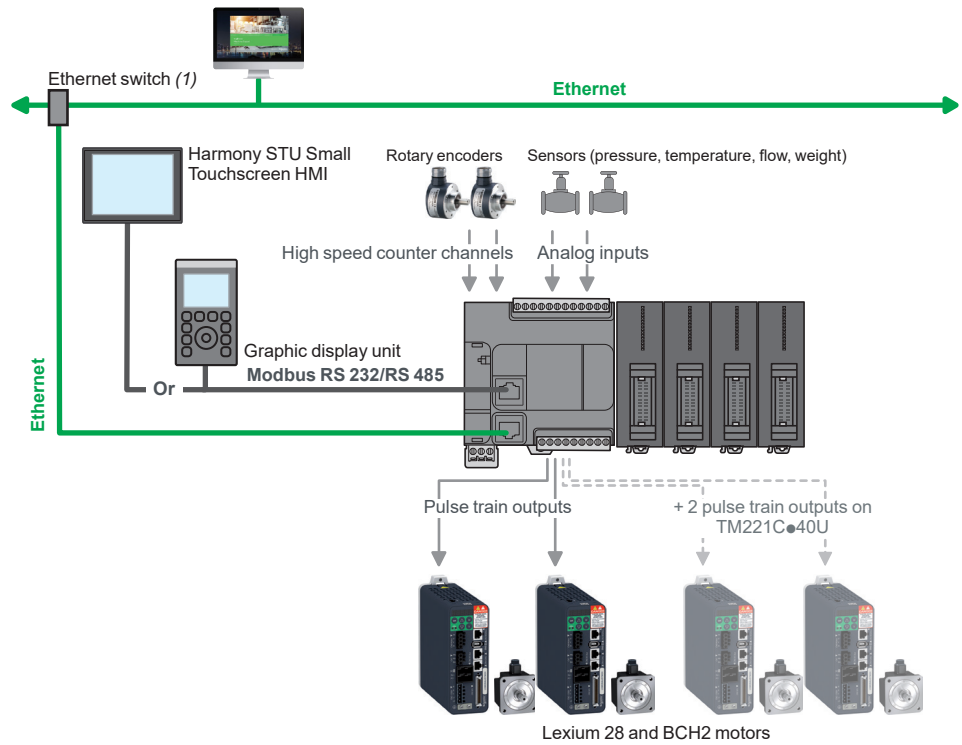 Ethernet switch (1)
Ethernet
Harmony STU Small
Touchscreen HMI
Rotary encoders
Sensors (pressure, temperature, flow, weight)
High speed counter channels
Analog inputs
Graphic display unit
Modbus RS 232/RS 485
Or
Ethernet
Pulse train outputs
+ 2 pulse train outputs on
TM221C●40U
Lexium 28 and BCH2 motors